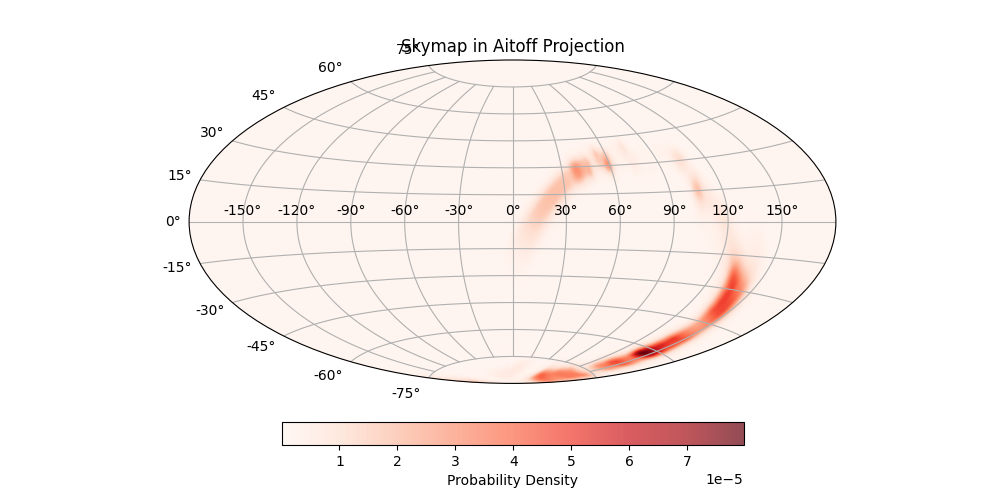 75°
Skymap in Aitoff Projection
60°
45°
30°
15°
-150° -120° -90° -60° -30° 0° 30° 60° 90° 120° 150°
0°
-15°
-30°
-45°
-60°
-75°
1 2 3 4 5 6 7
1e−5
Probability Density